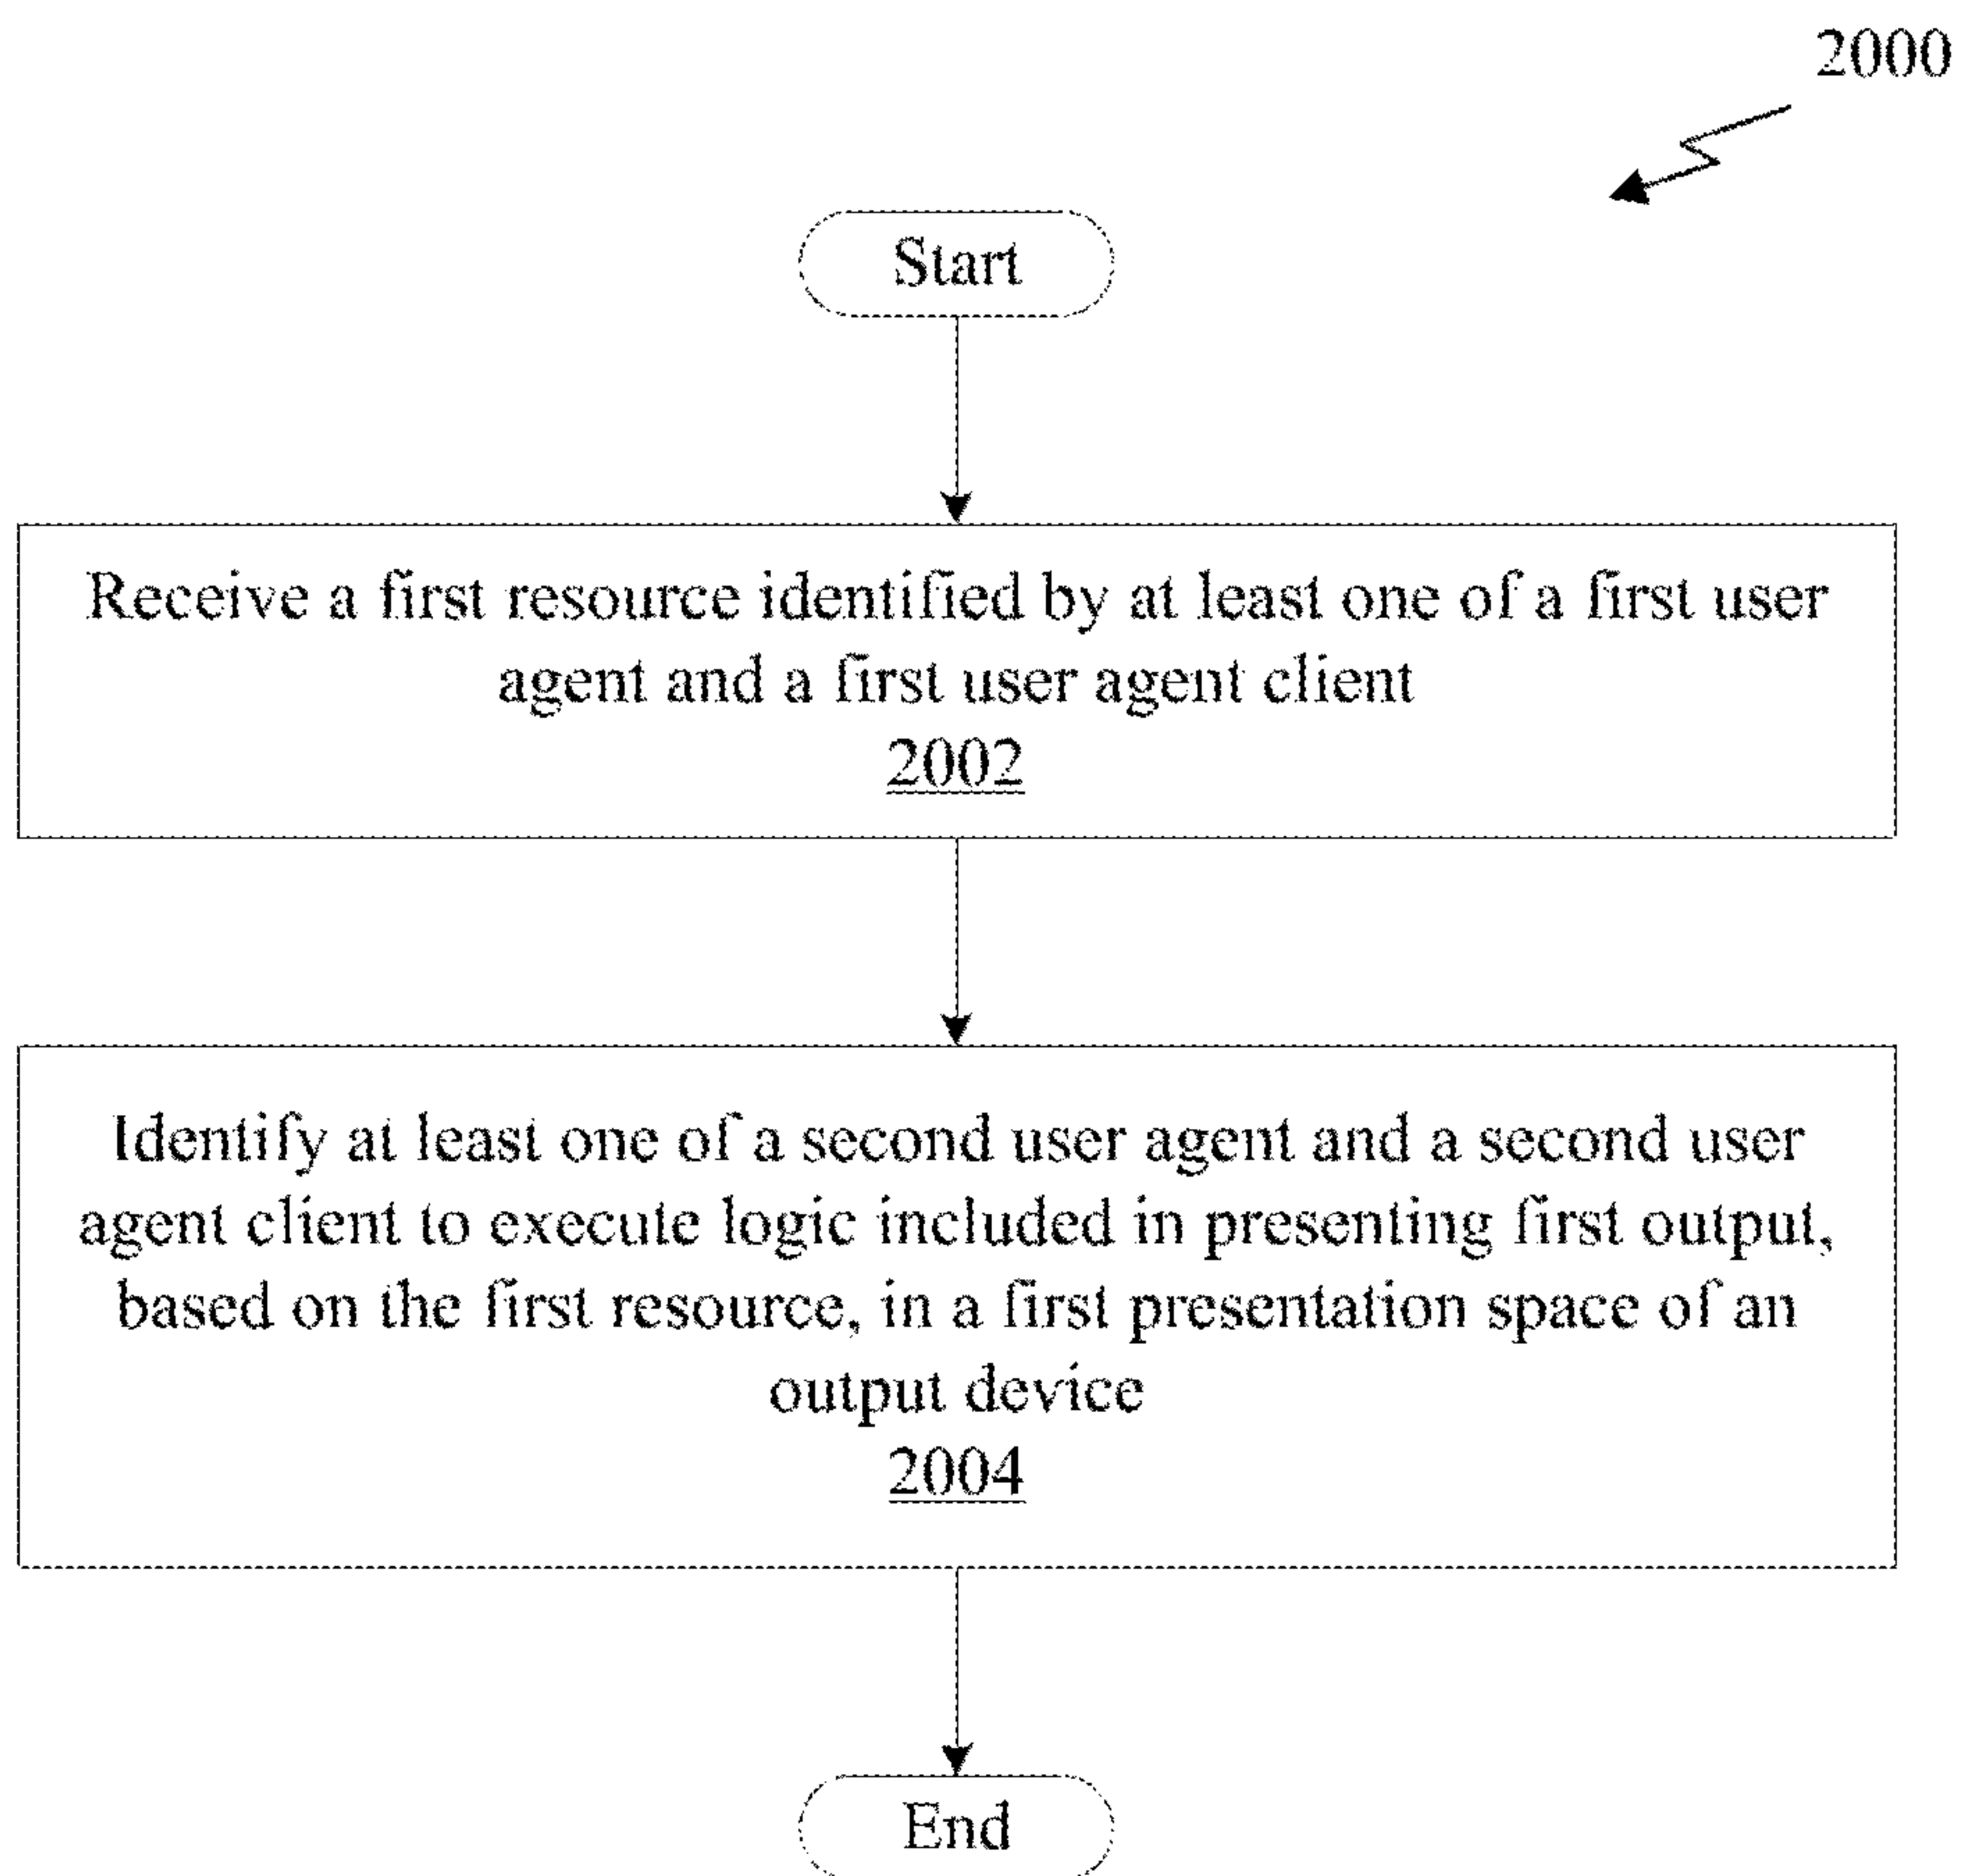 2000
Start
Receive a first resource identified by at least one of a first user
agent and a first user agent client
2002
Identify at least one of a second user agent and a second user
agent client to execute logic included in presenting first output,
based on the first resource, in a first presentation space of an
output device
2004
End